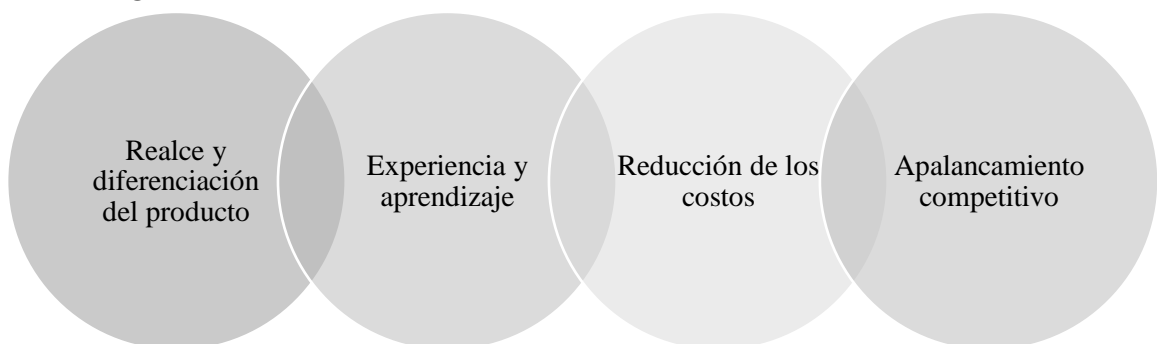 Realce y
diferenciación
del producto
Experiencia y
aprendizaje
Reducción de los
costos
Apalancamiento
competitivo